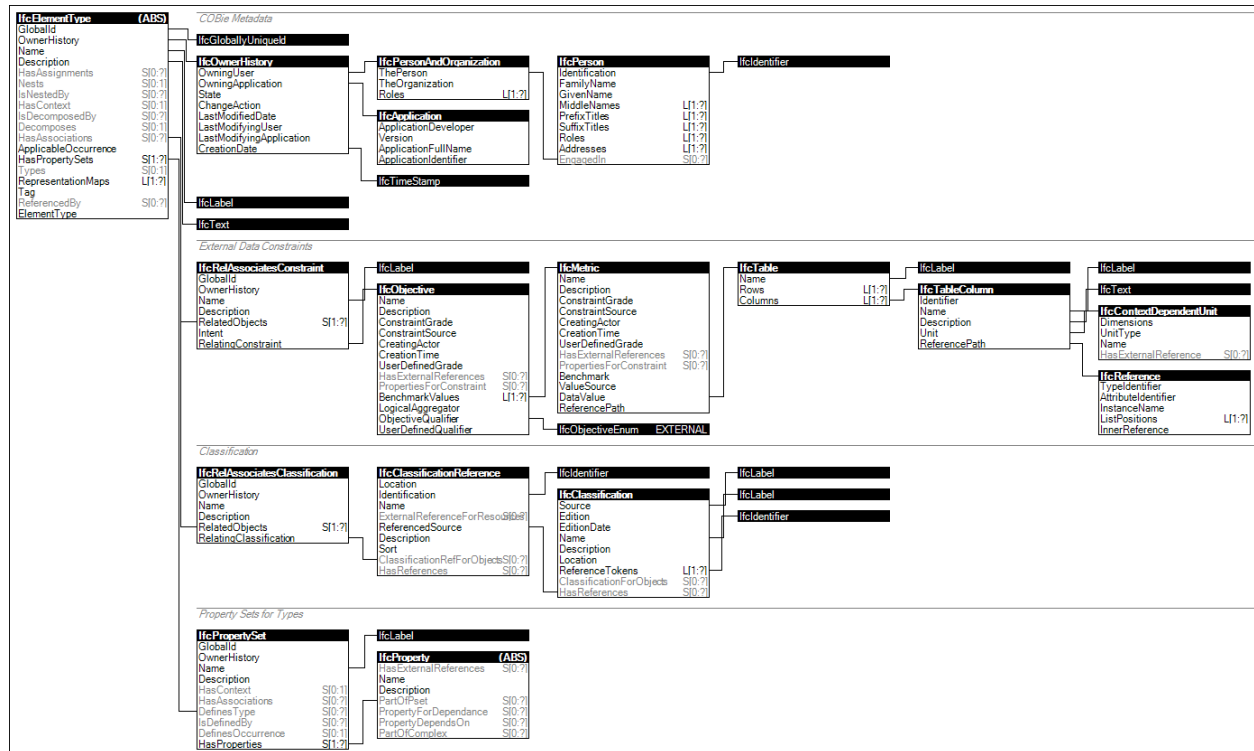 IfcElementType (ABS)
GlobalId
OwnerHistory
Name
Description
HasAssignments S[0:?]
Nests S[0:1]
IsNestedBy S[0:?]
HasContext S[0:1]
IsDecomposedBy S[0:?]
Decomposes S[0:1]
HasAssociations S[0:?]
ApplicableOccurrence
HasPropertySets S[1:?]
Types S[0:1]
RepresentationMaps L[1:?]
Tag
ReferencedBy S[0:?]
ElementType
COBie Metadata
IfcGloballyUniqueId
IfcOwnerHistory
OwningUser
OwningApplication
State
ChangeAction
LastModifiedDate
LastModifyingUser
LastModifyingApplication
CreationDate
IfcPersonAndOrganization
ThePerson
TheOrganization
Roles L[1:?]
IfcApplication
ApplicationDeveloper
Version
ApplicationFullName
ApplicationIdentifier
IfcTimeStamp
IfcPerson
Identification
FamilyName
GivenName
MiddleNames L[1:?]
PrefixTitles L[1:?]
SuffixTitles L[1:?]
Roles L[1:?]
Addresses L[1:?]
EngagedIn S[0:?]
IfcIdentifier
IfcLabel
IfcText
External Data Constraints
IfcRelAssociatesConstraint
GlobalId
OwnerHistory
Name
Description
RelatedObjects S[1:?]
Intent
RelatingConstraint
IfcLabel
IfcObjective
Name
Description
ConstraintGrade
ConstraintSource
CreatingActor
CreationTime
UserDefinedGrade
HasExternalReferences S[0:?]
PropertiesForConstraint S[0:?]
BenchmarkValues L[1:?]
LogicalAggregator
ObjectiveQualifier
UserDefinedQualifier
IfcMetric
Name
Description
ConstraintGrade
ConstraintSource
CreatingActor
CreationTime
UserDefinedGrade
HasExternalReferences S[0:?]
PropertiesForConstraint S[0:?]
Benchmark
ValueSource
DataValue
ReferencePath
IfcObjectiveEnum EXTERNAL
IfcTable
Name
Rows L[1:?]
Columns L[1:?]
IfcLabel
IfcTableColumn
Identifier
Name
Description
Unit
ReferencePath
IfcLabel
IfcText
IfcContextDependentUnit
Dimensions
UnitType
Name
HasExternalReference S[0:?]
IfcReference
TypeIdentifier
AttributeIdentifier
InstanceName
ListPositions L[1:?]
InnerReference
Classification
IfcRelAssociatesClassification
GlobalId
OwnerHistory
Name
Description
RelatedObjects S[1:?]
RelatingClassification
IfcClassificationReference
Location
Identification
Name
ExternalReferenceForResources S[0:?]
ReferencedSource
Description
Sort
ClassificationRefForObjects S[0:?]
HasReferences S[0:?]
IfcIdentifier
IfcClassification
Source
Edition
EditionDate
Name
Description
Location
ReferenceTokens L[1:?]
ClassificationForObjects S[0:?]
HasReferences S[0:?]
IfcLabel
IfcLabel
IfcIdentifier
Property Sets for Types
IfcPropertySet
GlobalId
OwnerHistory
Name
Description
HasContext S[0:1]
HasAssociations S[0:?]
DefinesType S[0:?]
IsDefinedBy S[0:?]
DefinesOccurrence S[0:1]
HasProperties S[1:?]
IfcLabel
IfcProperty (ABS)
HasExternalReferences S[0:?]
Name
Description
PartOfPset S[0:?]
PropertyForDependance S[0:?]
PropertyDependsOn S[0:?]
PartOfComplex S[0:?]